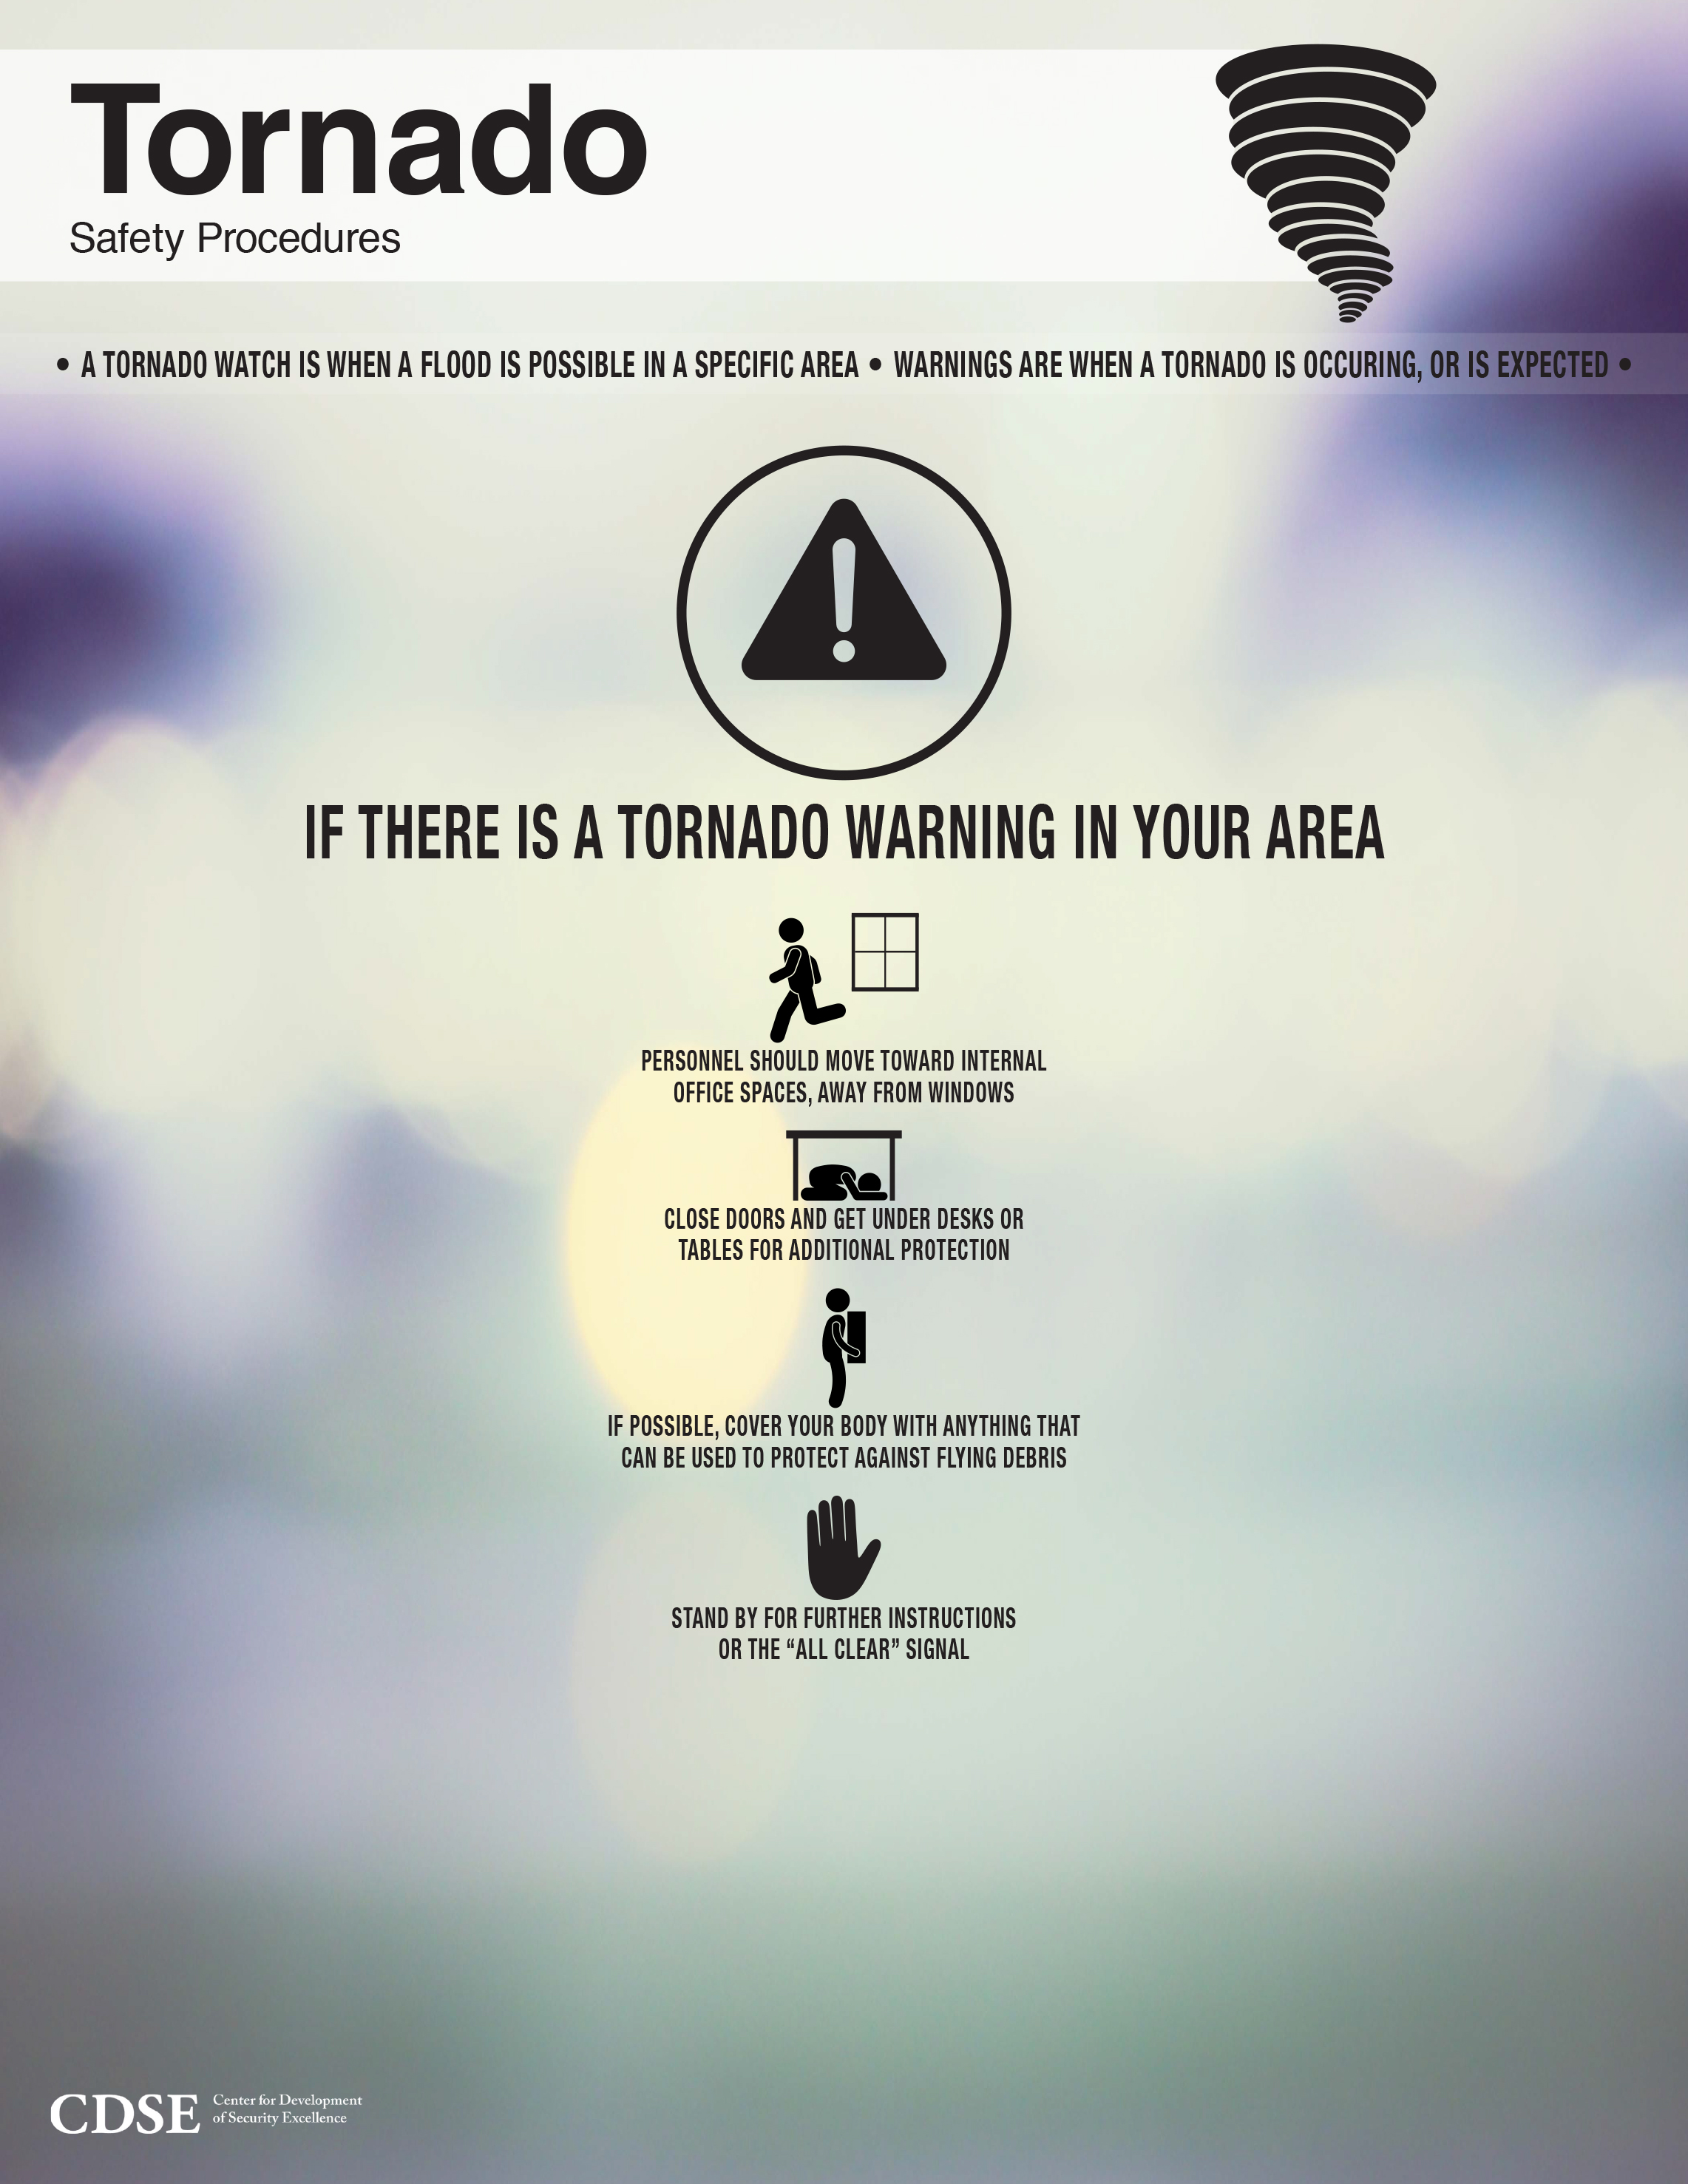 Tornado
Safety Procedures
• A TORNADO WATCH IS WHEN A FLOOD IS POSSIBLE IN A SPECIFIC AREA • WARNINGS ARE WHEN A TORNADO IS OCCURING, OR IS EXPECTED •
IF THERE IS A TORNADO WARNING IN YOUR AREA
PERSONNEL SHOULD MOVE TOWARD INTERNAL
OFFICE SPACES, AWAY FROM WINDOWS
CLOSE DOORS AND GET UNDER DESKS OR
TABLES FOR ADDITIONAL PROTECTION
IF POSSIBLE, COVER YOUR BODY WITH ANYTHING THAT
CAN BE USED TO PROTECT AGAINST FLYING DEBRIS
STAND BY FOR FURTHER INSTRUCTIONS
OR THE “ALL CLEAR” SIGNAL
CDSE
Center for Development
of Security Excellence